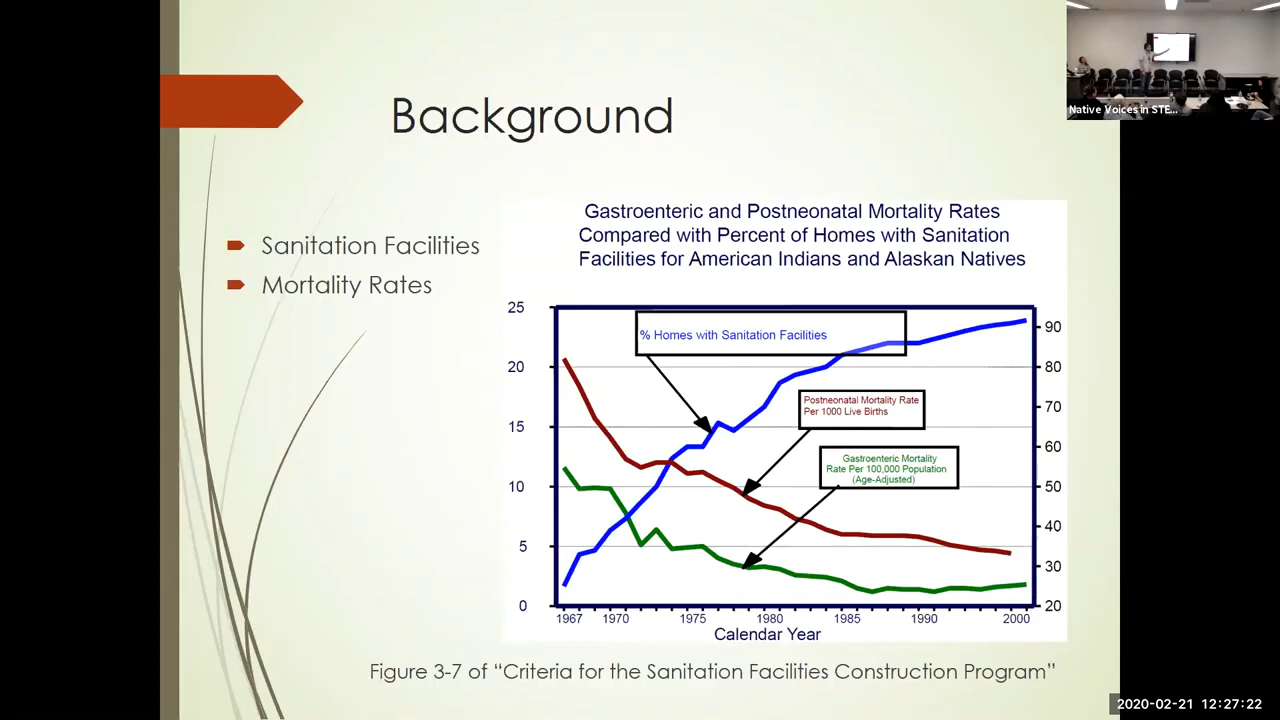 Background
Sanitation Facilities
Mortality Rates
Gastroenteric and Postneonatal Mortality Rates
Compared with Percent of Homes with Sanitation
Facilities for American Indians and Alaskan Natives
25
20
15
10
5
0
% Homes with Sanitation Facilities
Postneonatal Mortality Rate
Per 1000 Live Births
Gastroenteric Mortality
Rate Per 100,000 Population
(Age-Adjusted)
90
80
70
60
50
40
30
20
1967 1970 1975 1980 1985 1990 2000
Calendar Year
Figure 3-7 of “Criteria for the Sanitation Facilities Construction Program”
Native Voices in STE...
2020-02-21 12:27:22